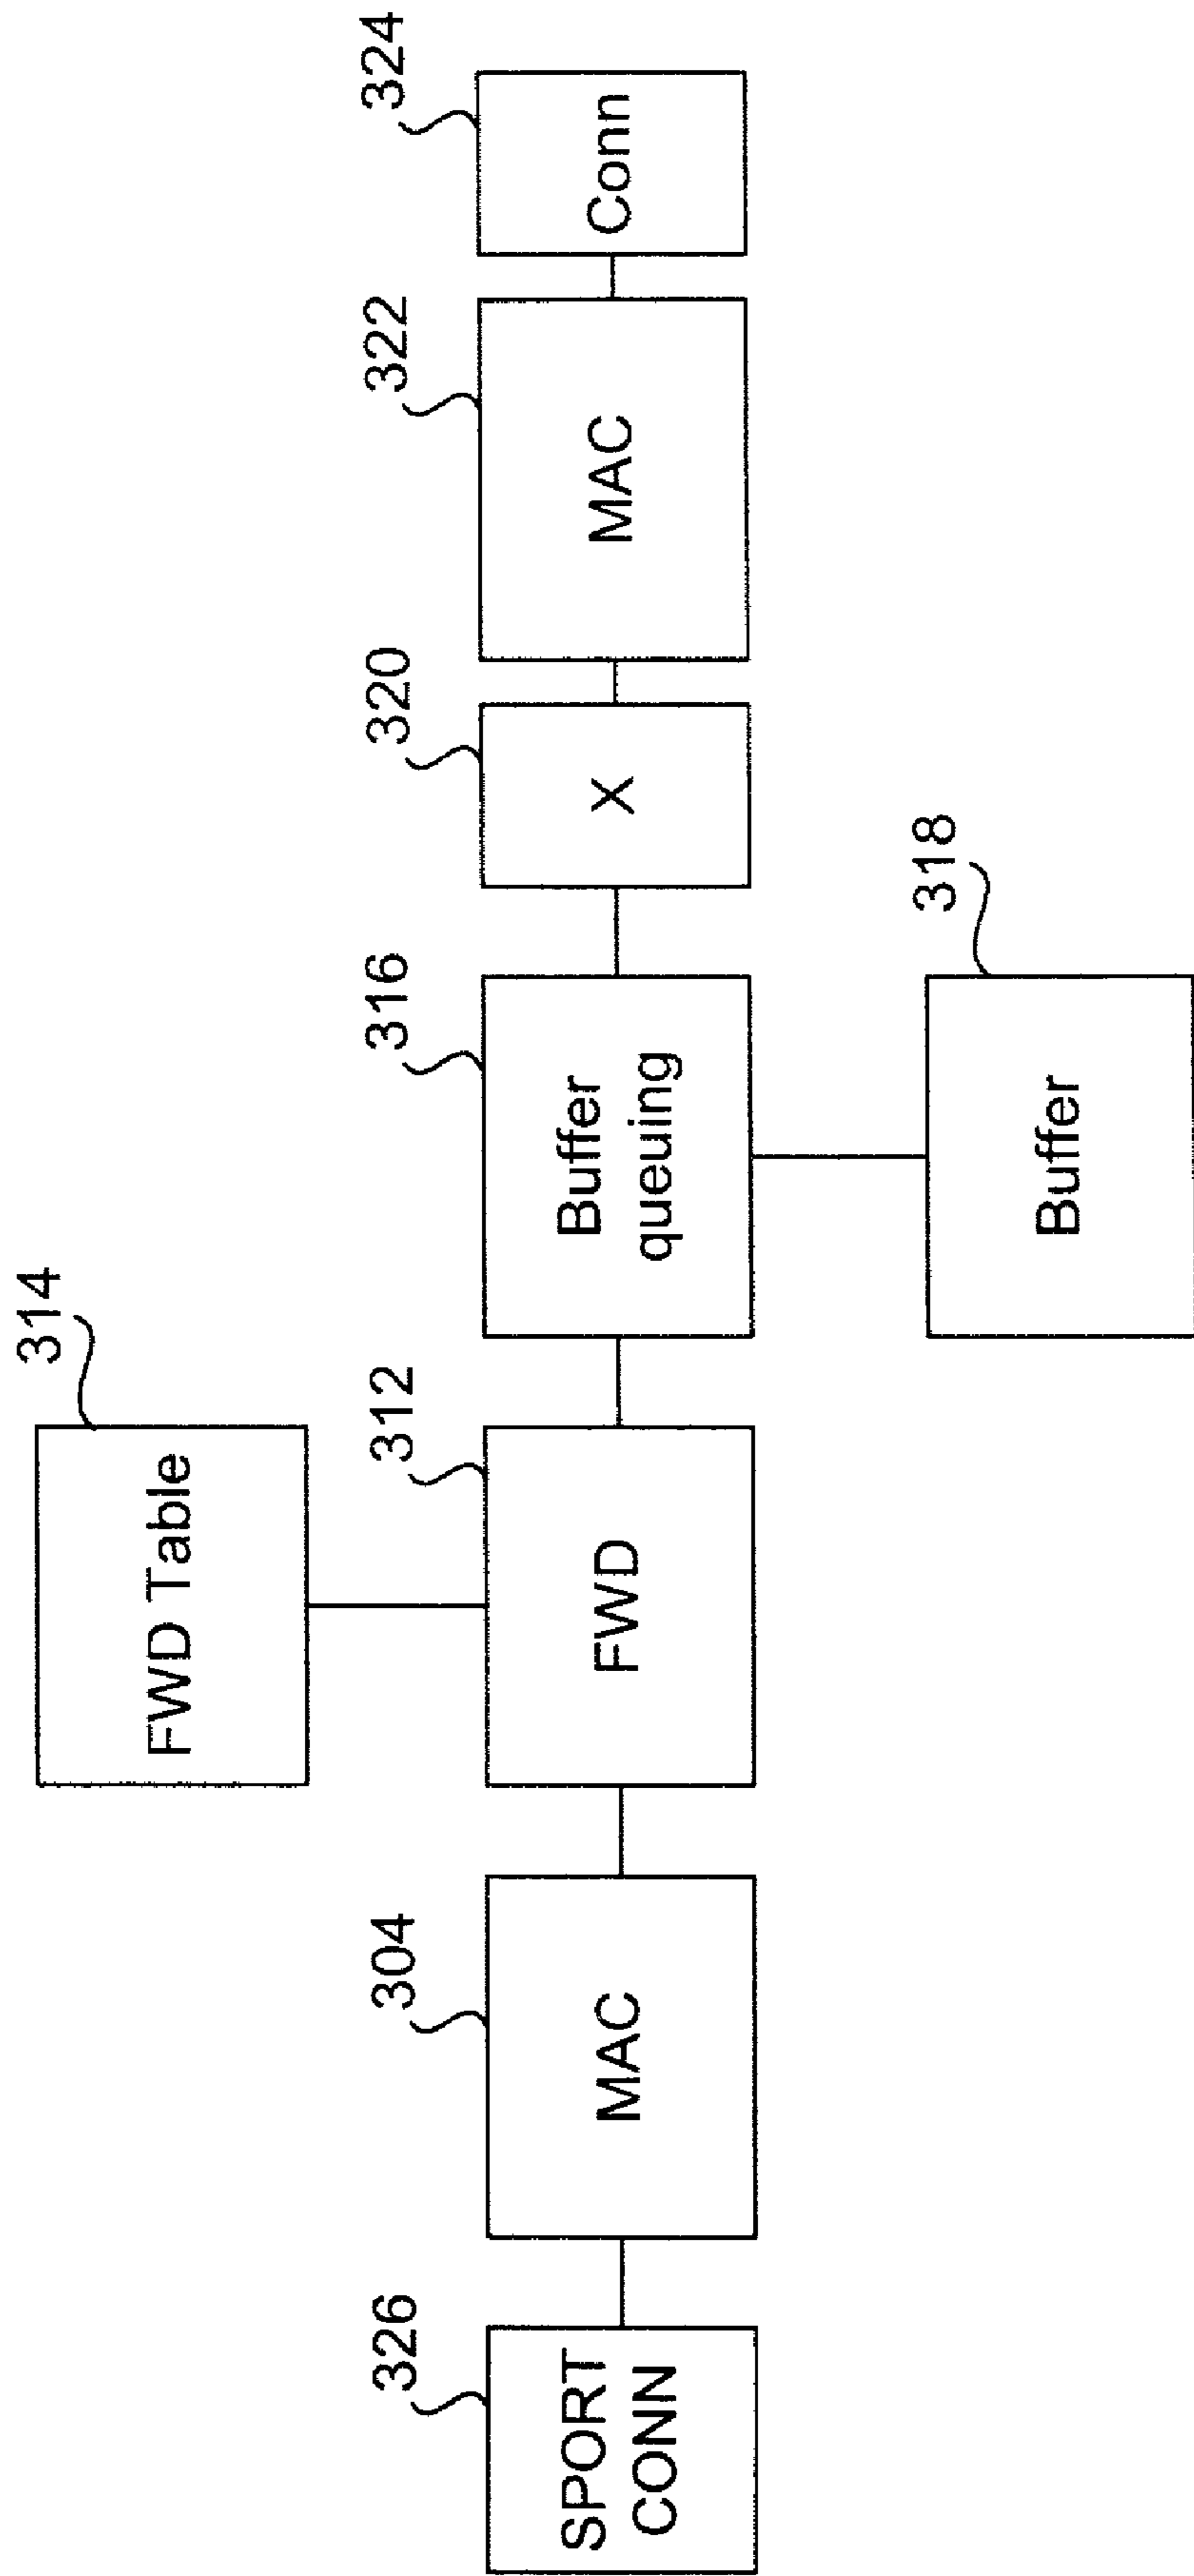 314
FWD Table
326
304
312
316
320
322
324
SPORT
CONN
MAC
FWD
Buffer
queuing
X
MAC
Conn
318
Buffer